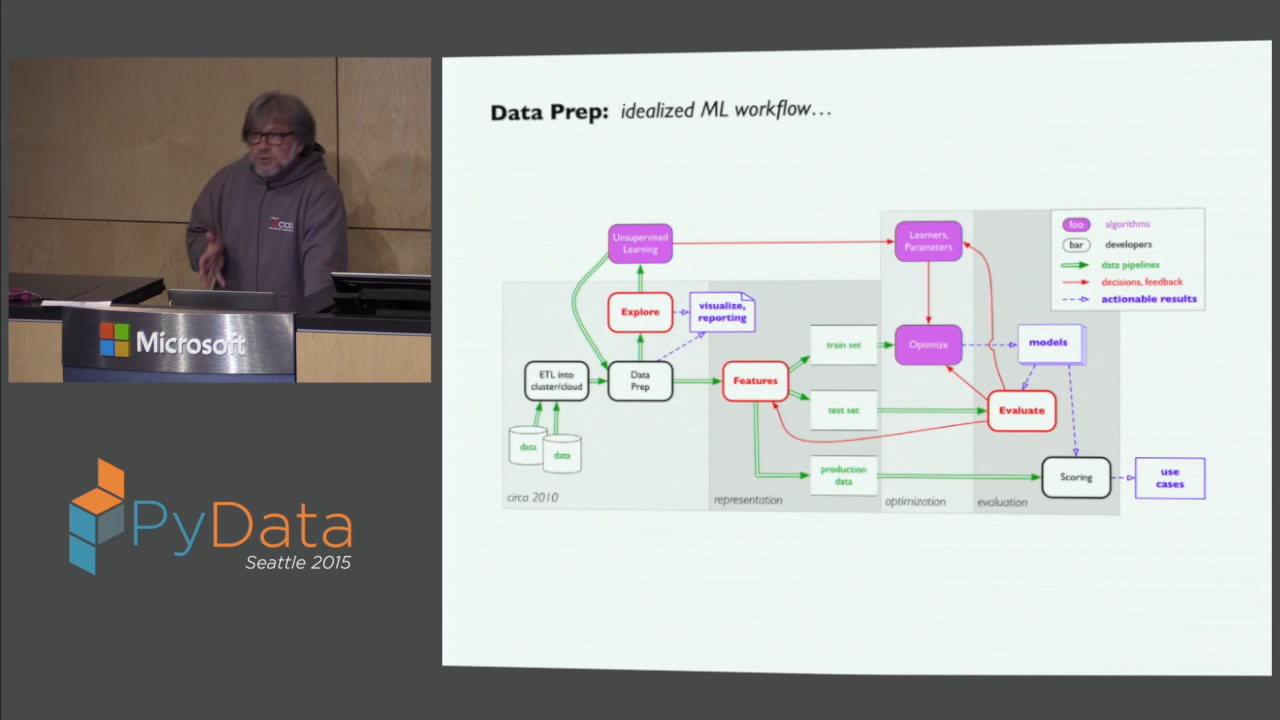 Data Prep: idealized ML workflow…
Unsupervised
Learning
Learners,
Parameters
foo
algorithms
bar
developers
data pipelines
decisions, feedback
actionable results
Explore
visualize,
reporting
train set
Optimize
models
ETL into
cluster/cloud
Data
Prep
Features
test set
Evaluate
data
data
production
data
Scoring
use
cases
circa 2010
representation
optimization
evaluation
Microsoft
PyData
Seattle 2015